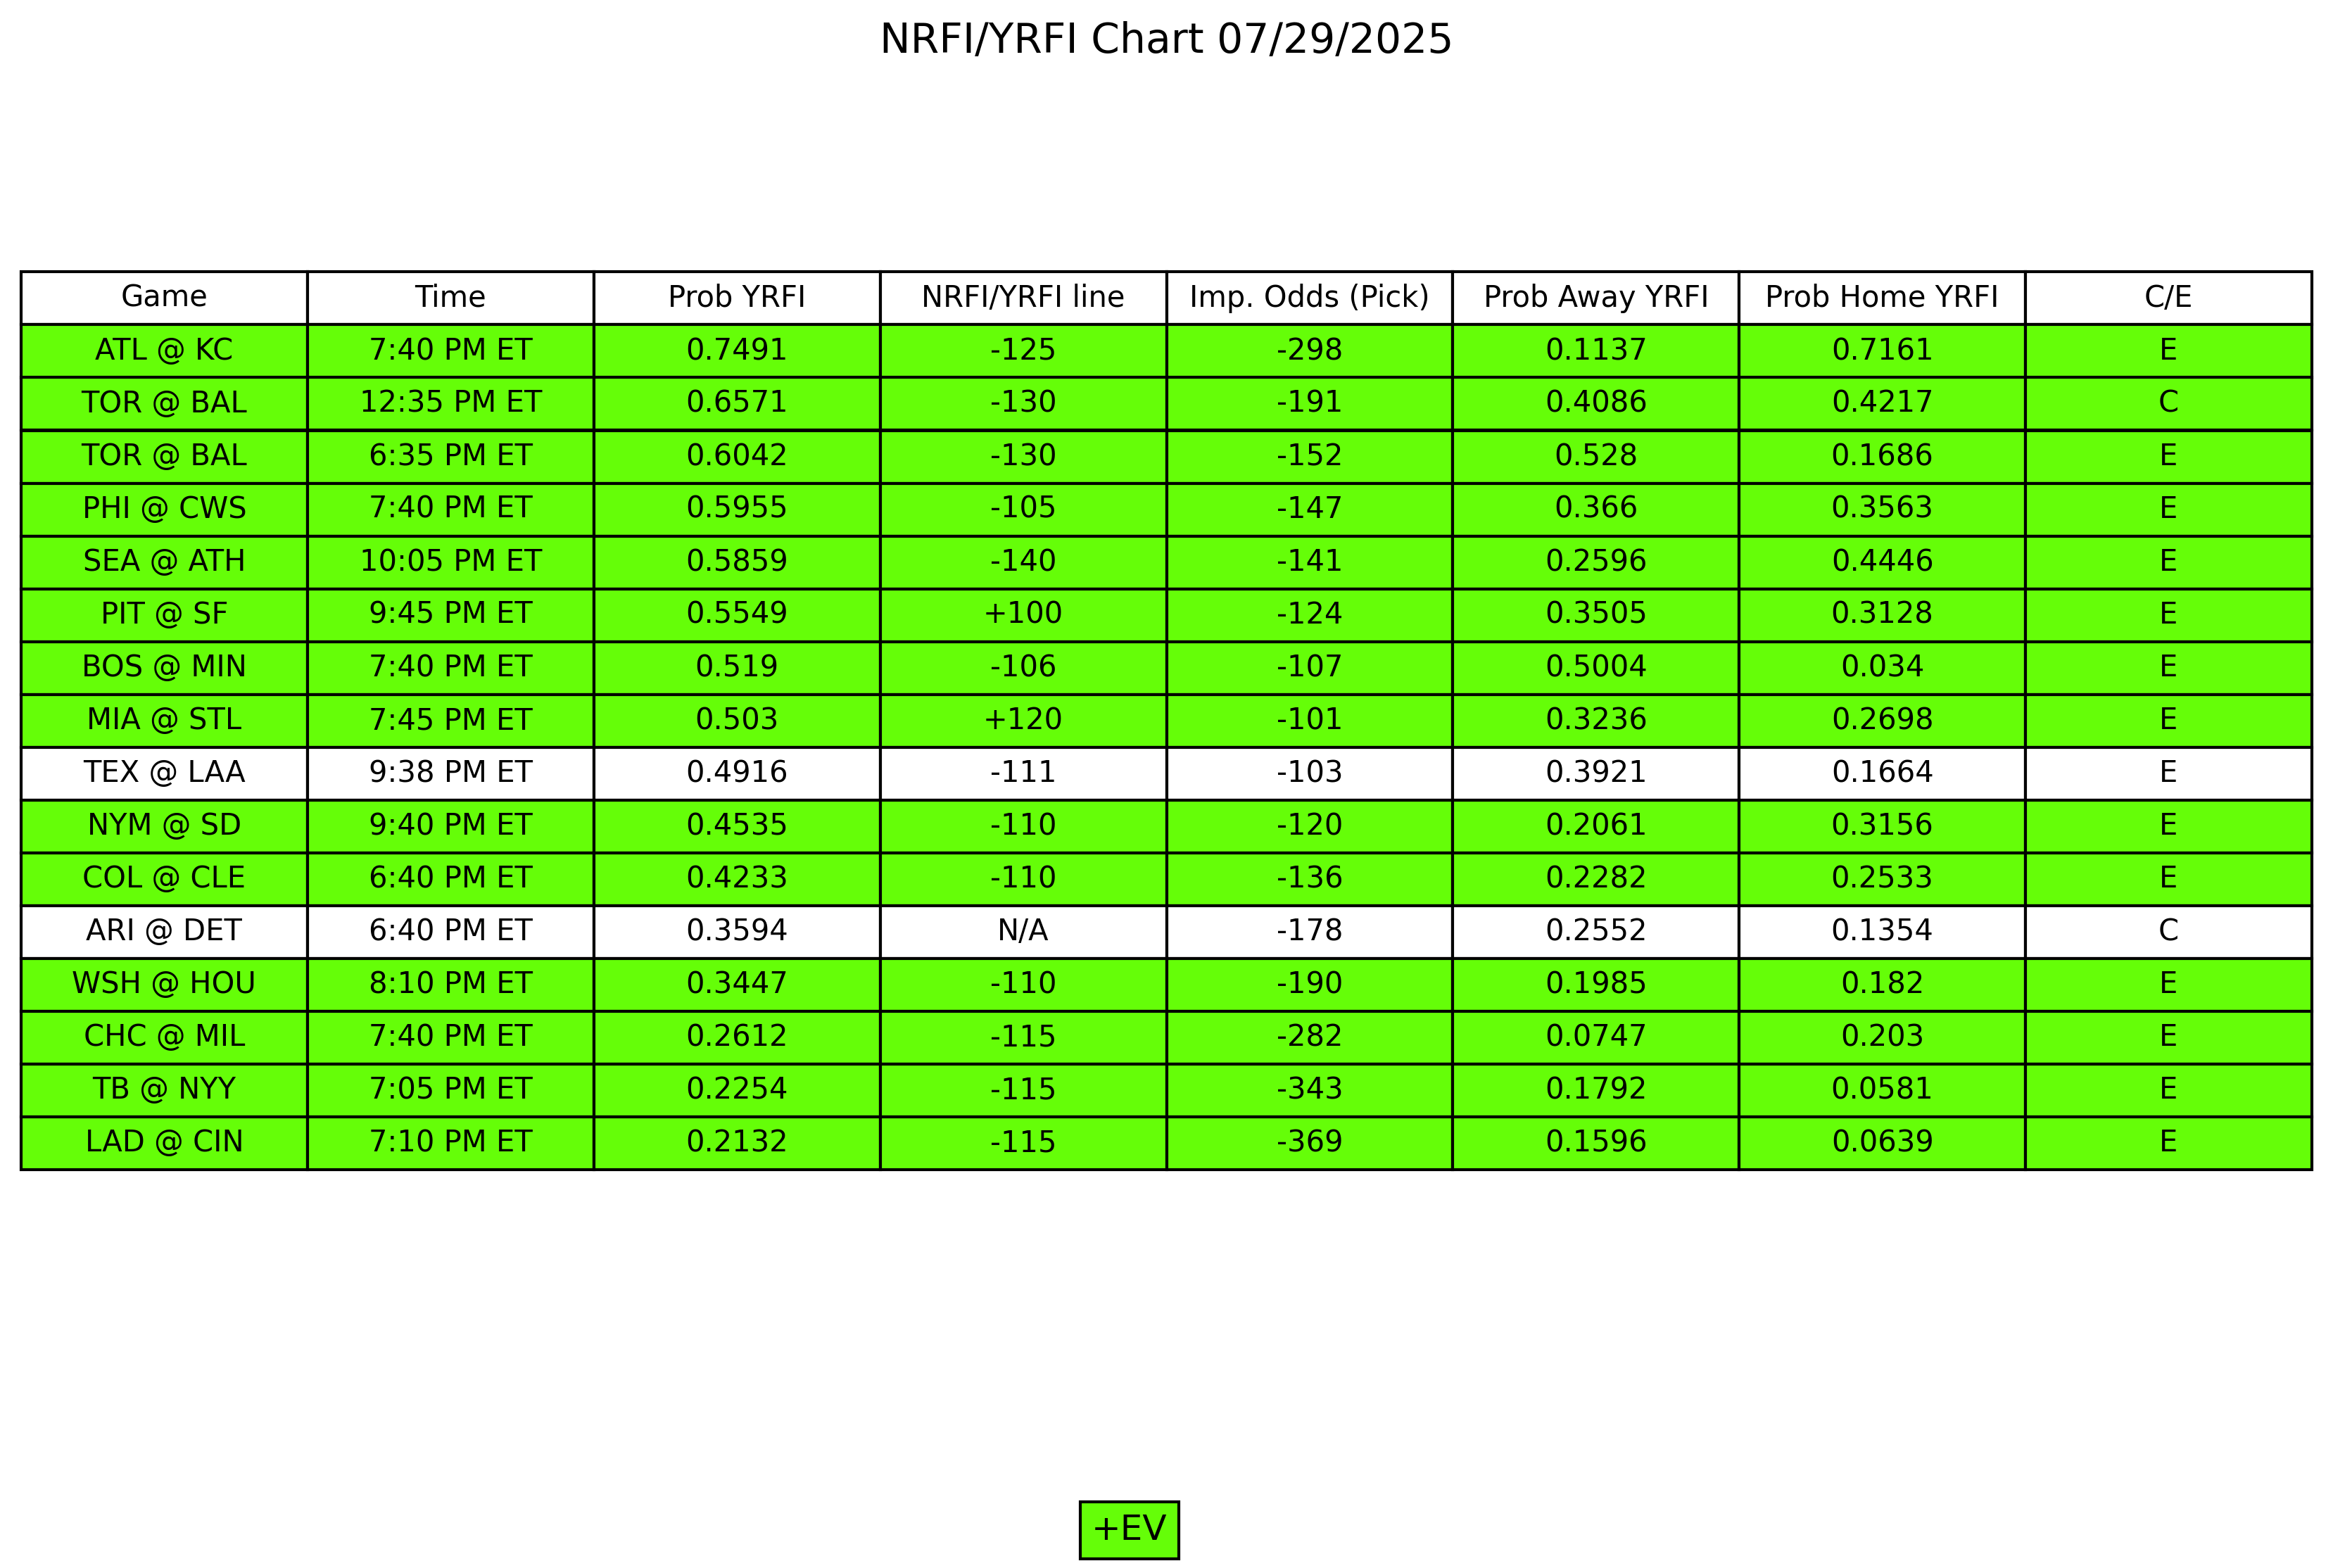 NRFI/YRFI Chart 07/29/2025
Game Time Prob YRFI NRFI/YRFI line Imp. Odds (Pick) Prob Away YRFI Prob Home YRFI C/E
ATL @ KC 7:40 PM ET 0.7491 -125 -298 0.1137 0.7161 E
TOR @ BAL 12:35 PM ET 0.6571 -130 -191 0.4086 0.4217 C
TOR @ BAL 6:35 PM ET 0.6042 -130 -152 0.528 0.1686 E
PHI @ CWS 7:40 PM ET 0.5955 -105 -147 0.366 0.3563 E
SEA @ ATH 10:05 PM ET 0.5859 -140 -141 0.2596 0.4446 E
PIT @ SF 9:45 PM ET 0.5549 +100 -124 0.3505 0.3128 E
BOS @ MIN 7:40 PM ET 0.519 -106 -107 0.5004 0.034 E
MIA @ STL 7:45 PM ET 0.503 +120 -101 0.3236 0.2698 E
TEX @ LAA 9:38 PM ET 0.4916 -111 -103 0.3921 0.1664 E
NYM @ SD 9:40 PM ET 0.4535 -110 -120 0.2061 0.3156 E
COL @ CLE 6:40 PM ET 0.4233 -110 -136 0.2282 0.2533 E
ARI @ DET 6:40 PM ET 0.3594 N/A -178 0.2552 0.1354 C
WSH @ HOU 8:10 PM ET 0.3447 -110 -190 0.1985 0.182 E
CHC @ MIL 7:40 PM ET 0.2612 -115 -282 0.0747 0.203 E
TB @ NYY 7:05 PM ET 0.2254 -115 -343 0.1792 0.0581 E
LAD @ CIN 7:10 PM ET 0.2132 -115 -369 0.1596 0.0639 E
+EV